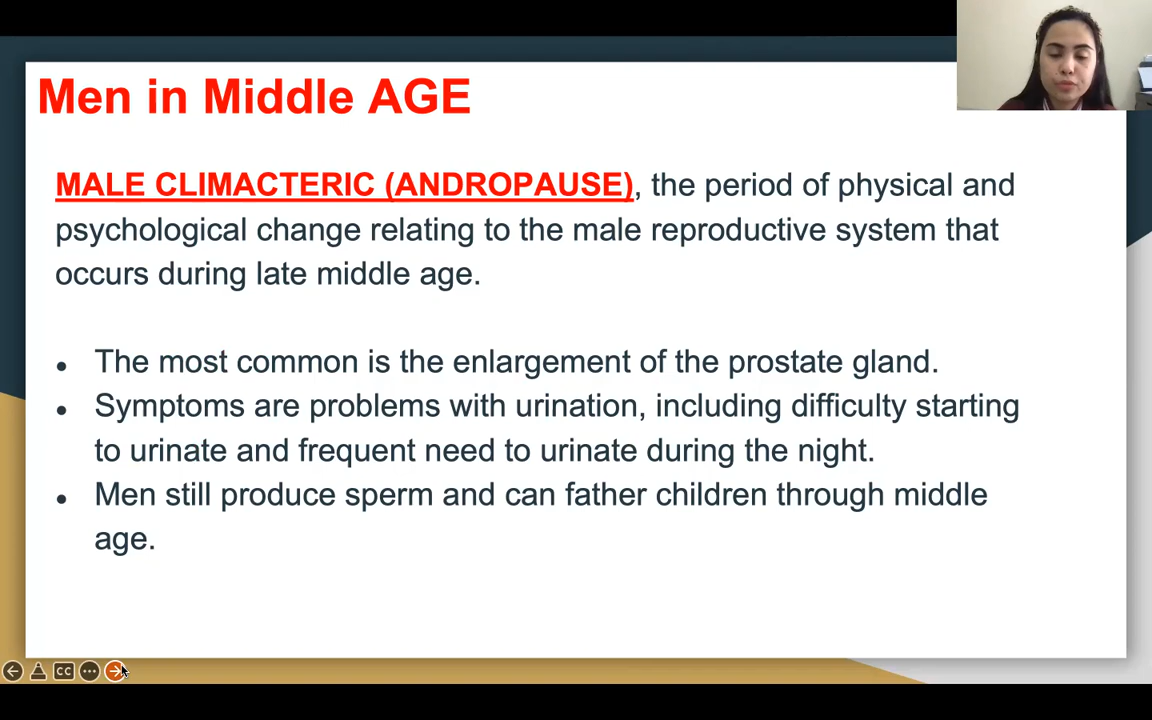 Men in Middle AGE
MALE CLIMACTERIC (ANDROPAUSE), the period of physical and
psychological change relating to the male reproductive system that
occurs during late middle age.
• The most common is the enlargement of the prostate gland.
• Symptoms are problems with urination, including difficulty starting
to urinate and frequent need to urinate during the night.
• Men still produce sperm and can father children through middle
age.
CC